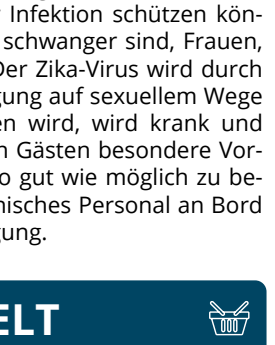 Infektion schützen kön-
schwanger sind, Frauen,
Der Zika-Virus wird durch
gung auf sexuellem Wege
en wird, wird krank und
n Gästen besondere Vor-
o gut wie möglich zu be-
nisches Personal an Bord
gung.
ELT